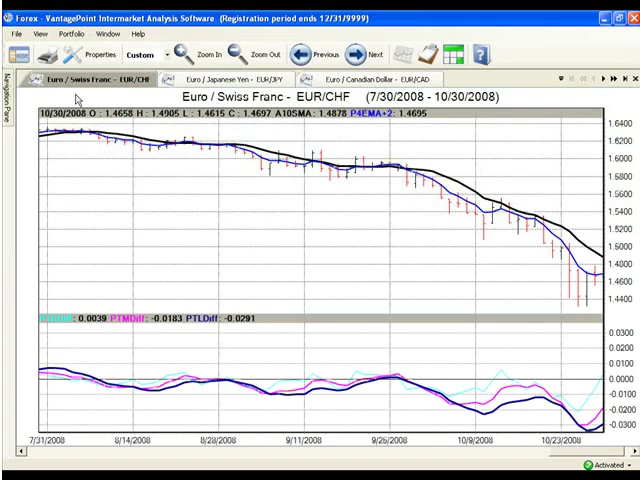 Forex - VantagePoint Intermarket Analysis Software (Registration period ends 12/31/9999)
File View Portfolio Window Help
Properties Custom Zoom In Zoom Out Previous Next
Euro / Swiss Franc - EUR/CHF Euro / Japanese Yen - EUR/JPY Euro / Canadian Dollar - EUR/CAD
Navigation Pane
Euro / Swiss Franc - EUR/CHF (7/30/2008 - 10/30/2008)
10/30/2008 O : 1.4658 H : 1.4905 L : 1.4615 C : 1.4697 A10SMA : 1.4878 P4EMA+2: 1.4695
1.6400
1.6200
1.6000
1.5800
1.5600
1.5400
1.5200
1.5000
1.4800
1.4600
1.4400
: 0.0039 PTMDiff: -0.0183 PTLDiff: -0.0291
0.0300
0.0200
0.0100
0.0000
-0.0100
-0.0200
-0.0300
7/31/2008 8/14/2008 8/28/2008 9/11/2008 9/26/2008 10/9/2008 10/23/2008
Activated